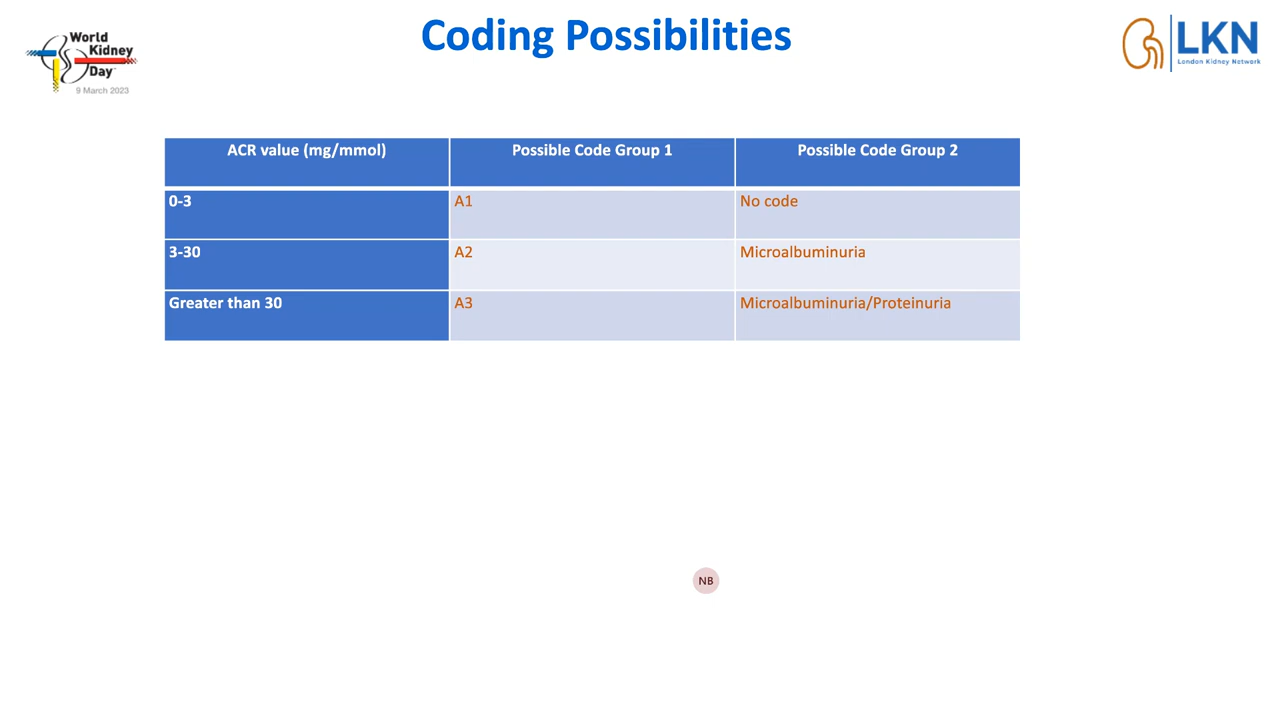 Coding Possibilities
World
Kidney
Day
9 March 2023
LKN
London Kidney Network
ACR value (mg/mmol) Possible Code Group 1 Possible Code Group 2
0-3 A1 No code
3-30 A2 Microalbuminuria
Greater than 30 A3 Microalbuminuria/Proteinuria
NB